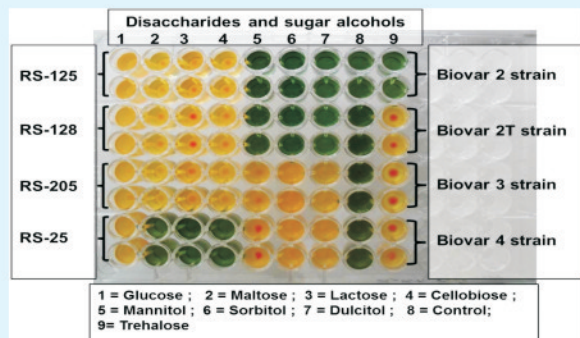 Disaccharides and sugar alcohols
1 2 3 4 5 6 7 8 9
RS-125
Biovar 2 strain
RS-128
Biovar 2T strain
RS-205
Biovar 3 strain
RS-25
Biovar 4 strain
1 = Glucose ; 2 = Maltose ; 3 = Lactose ; 4 = Cellobiose ;
5 = Mannitol ; 6 = Sorbitol ; 7 = Dulcitol ; 8 = Control;
9= Trehalose